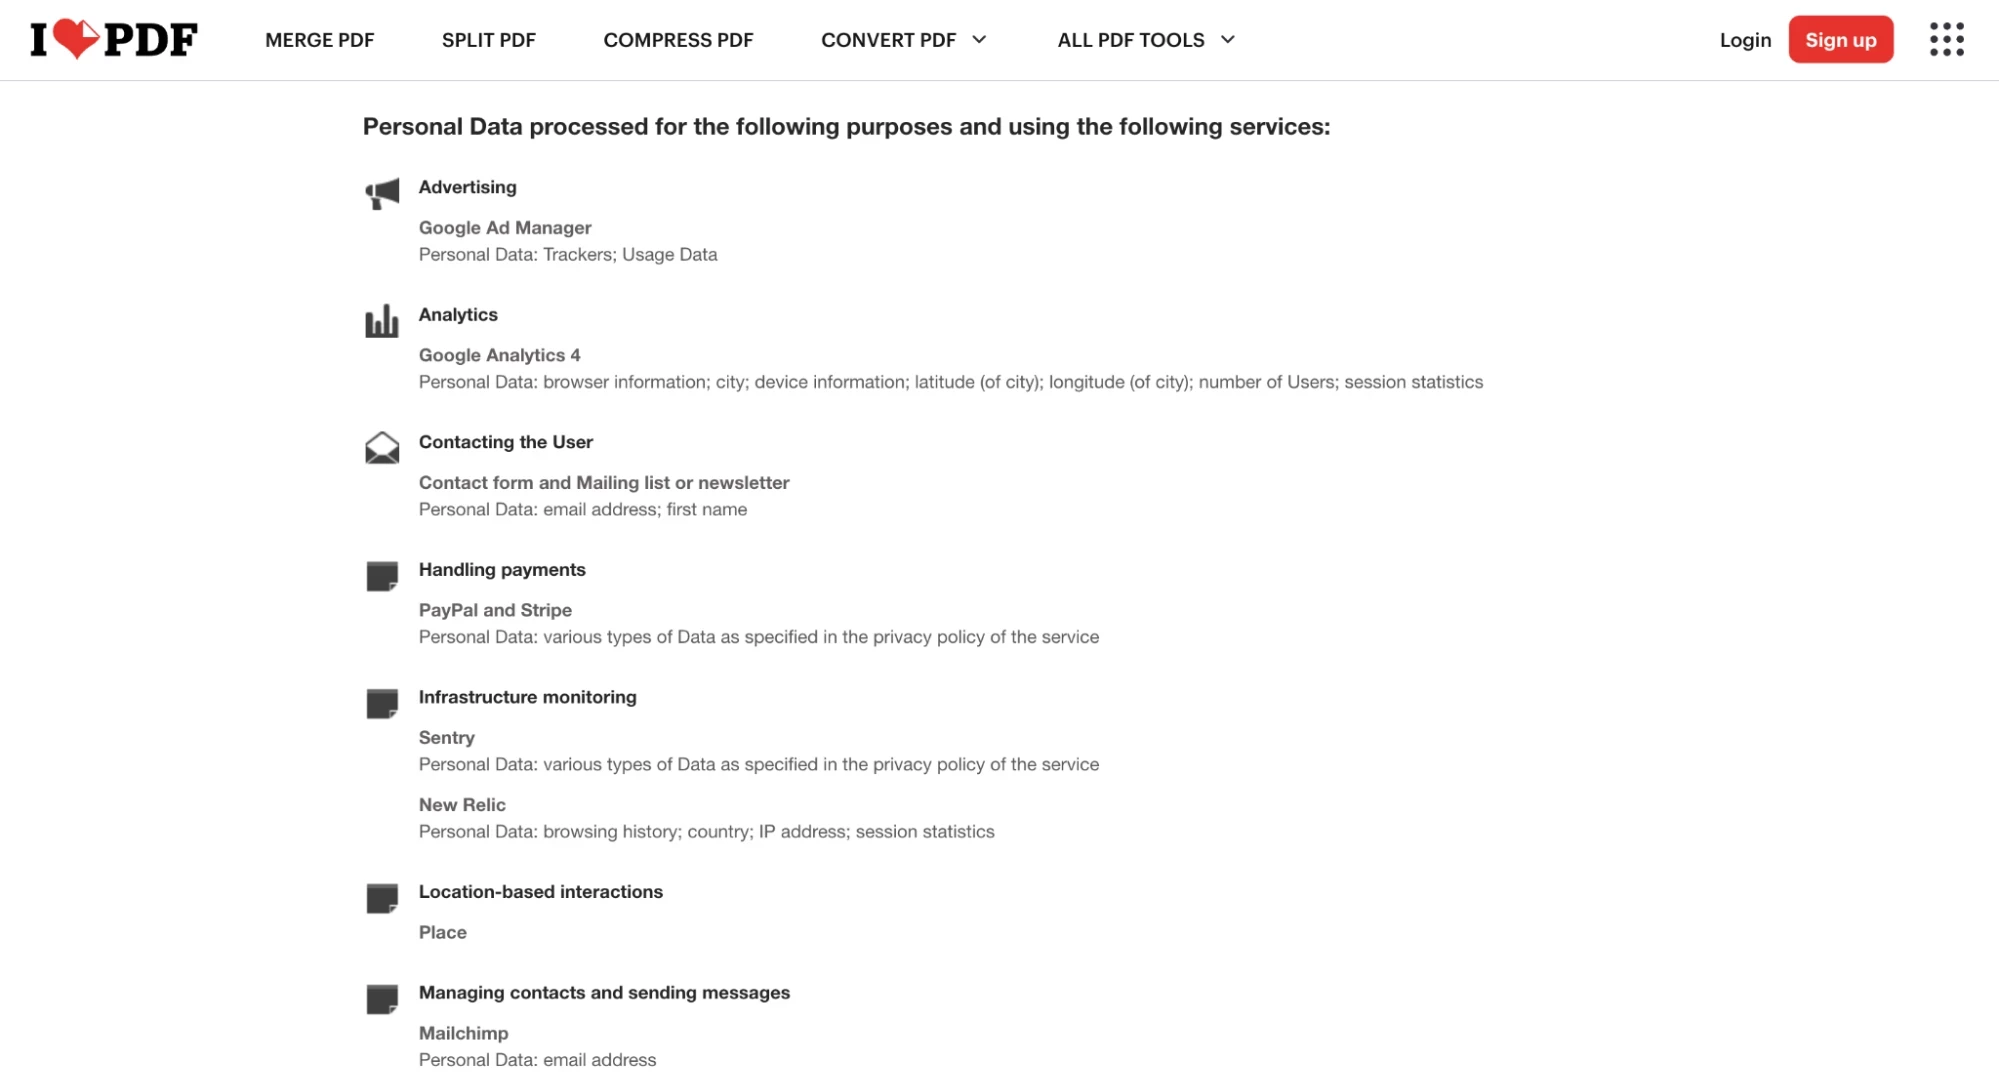 I PDF
MERGE PDF
SPLIT PDF
COMPRESS PDF
CONVERT PDF
ALL PDF TOOLS
Login
Sign up
Personal Data processed for the following purposes and using the following services:
Advertising
Google Ad Manager
Personal Data: Trackers; Usage Data
Analytics
Google Analytics 4
Personal Data: browser information; city; device information; latitude (of city); longitude (of city); number of Users; session statistics
Contacting the User
Contact form and Mailing list or newsletter
Personal Data: email address; first name
Handling payments
PayPal and Stripe
Personal Data: various types of Data as specified in the privacy policy of the service
Infrastructure monitoring
Sentry
Personal Data: various types of Data as specified in the privacy policy of the service
New Relic
Personal Data: browsing history; country; IP address; session statistics
Location-based interactions
Place
Managing contacts and sending messages
Mailchimp
Personal Data: email address